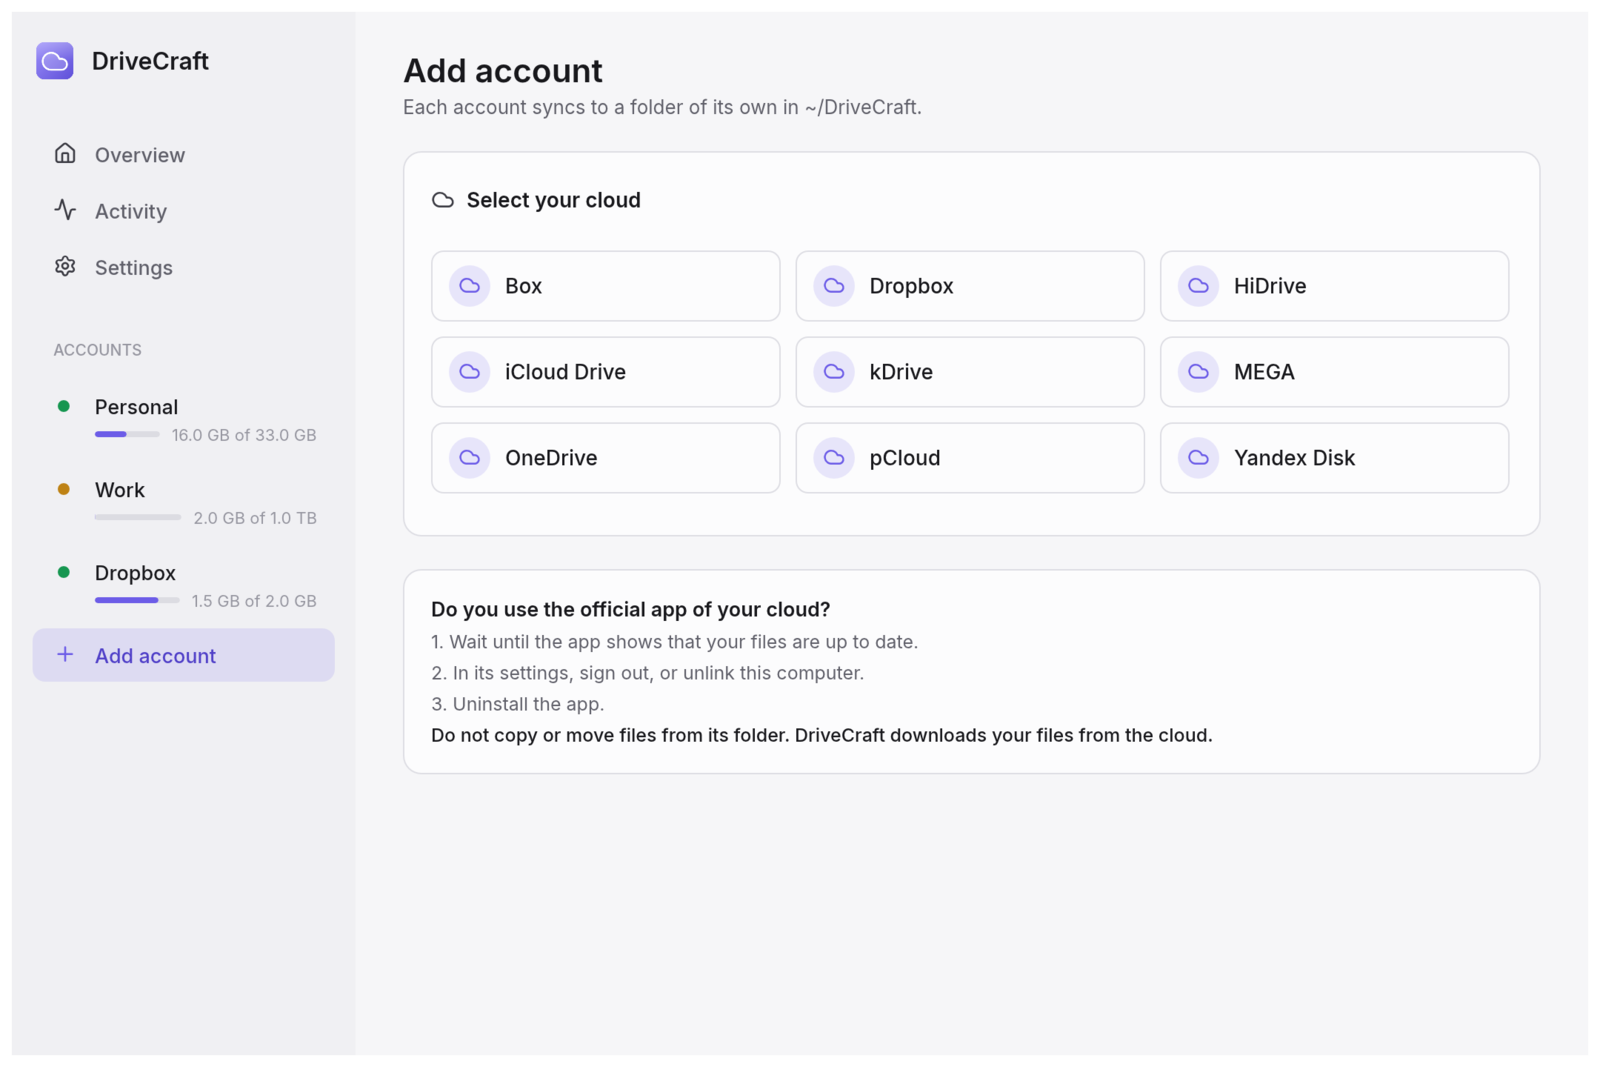 DriveCraft
Overview
Activity
Settings
ACCOUNTS
Personal
16.0 GB of 33.0 GB
Work
2.0 GB of 1.0 TB
Dropbox
1.5 GB of 2.0 GB
Add account
Add account
Each account syncs to a folder of its own in ~/DriveCraft.
Select your cloud
Box
Dropbox
HiDrive
iCloud Drive
kDrive
MEGA
OneDrive
pCloud
Yandex Disk
Do you use the official app of your cloud?
1. Wait until the app shows that your files are up to date.
2. In its settings, sign out, or unlink this computer.
3. Uninstall the app.
Do not copy or move files from its folder. DriveCraft downloads your files from the cloud.